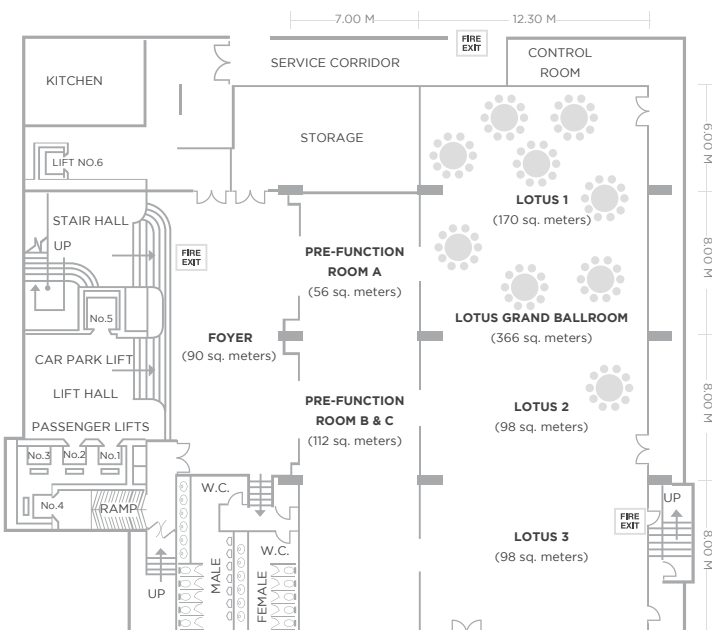 7.00 M
12.30 M
FIRE
EXIT
SERVICE CORRIDOR
CONTROL
ROOM
KITCHEN
6.00 M
STORAGE
LIFT NO.6
LOTUS 1
(170 sq. meters)
STAIR HALL
UP
FIRE
EXIT
PRE-FUNCTION
ROOM A
(56 sq. meters)
8.00 M
No.5
LOTUS GRAND BALLROOM
(366 sq. meters)
FOYER
(90 sq. meters)
CAR PARK LIFT
LIFT HALL
PASSENGER LIFTS
PRE-FUNCTION
ROOM B & C
(112 sq. meters)
LOTUS 2
(98 sq. meters)
8.00 M
No.3
No.2
No.1
No.4
RAMP
W.C.
UP
FIRE
EXIT
LOTUS 3
(98 sq. meters)
8.00 M
W.C.
MALE
FEMALE
UP